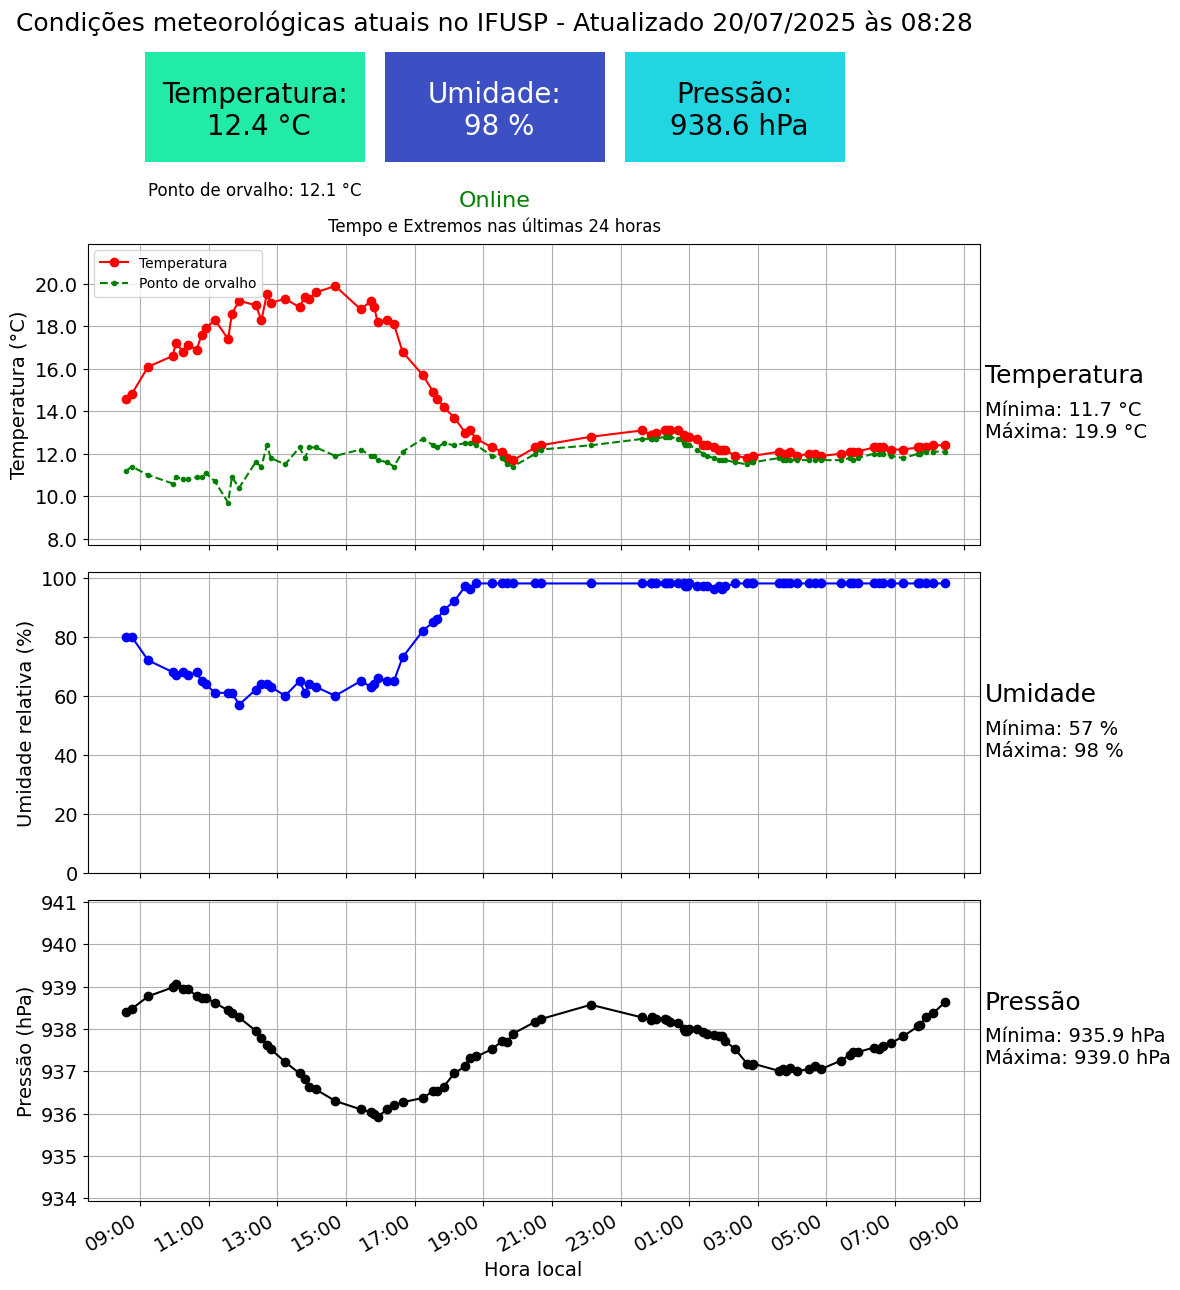 Condições meteorológicas atuais no IFUSP - Atualizado 20/07/2025 às 08:28
Temperatura:
12.4 °C
Umidade:
98 %
Pressão:
938.6 hPa
Ponto de orvalho: 12.1 °C
Online
Tempo e Extremos nas últimas 24 horas
Temperatura
Ponto de orvalho
Temperatura (°C)
20.0
18.0
16.0
14.0
12.0
10.0
8.0
Temperatura
Mínima: 11.7 °C
Máxima: 19.9 °C
Umidade relativa (%)
100
80
60
40
20
0
Umidade
Mínima: 57 %
Máxima: 98 %
Pressão (hPa)
941
940
939
938
937
936
935
934
Pressão
Mínima: 935.9 hPa
Máxima: 939.0 hPa
09:00 11:00 13:00 15:00 17:00 19:00 21:00 23:00 01:00 03:00 05:00 07:00 09:00
Hora local